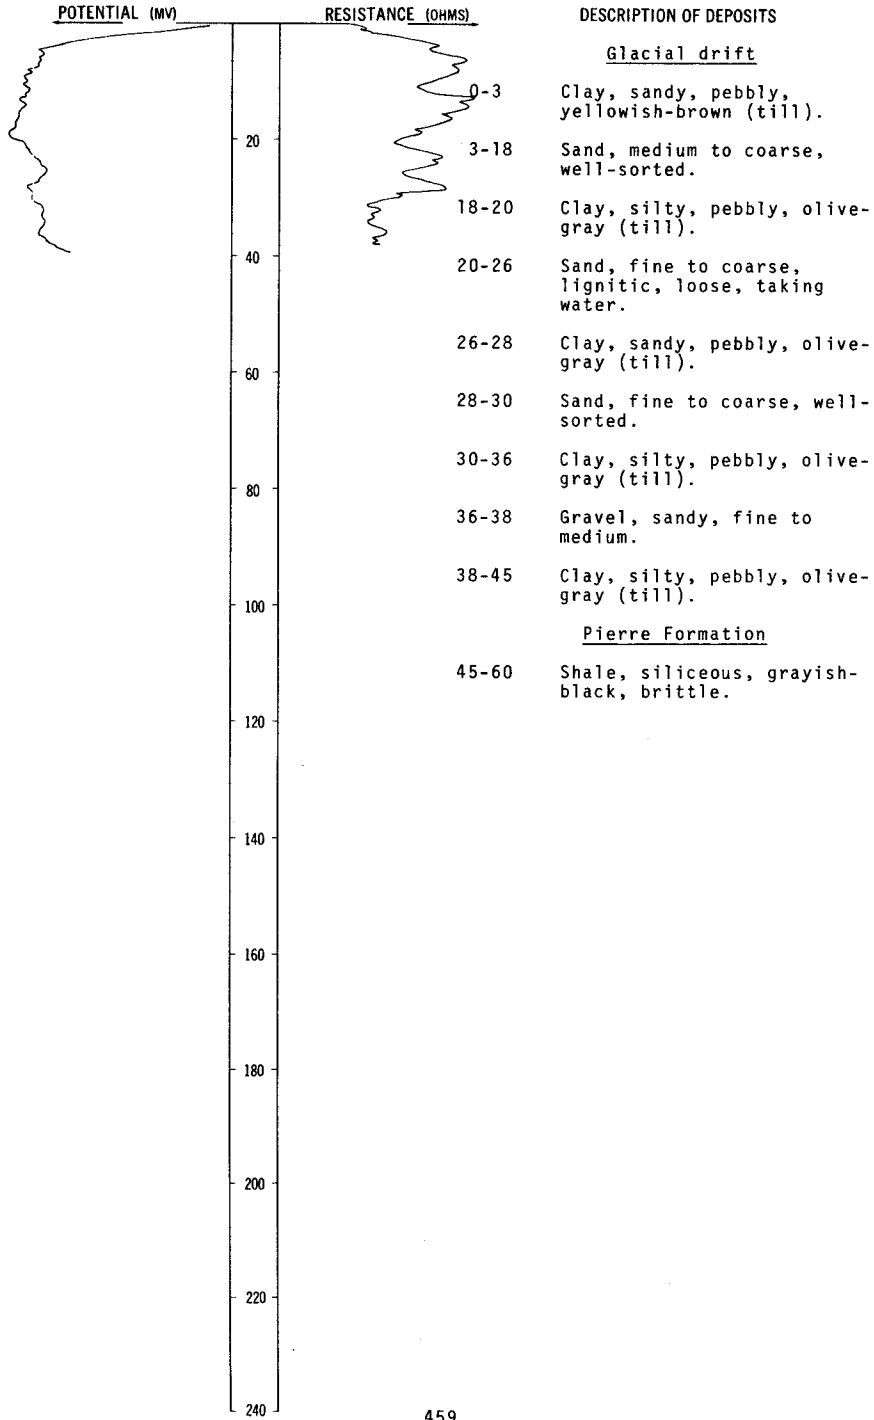 POTENTIAL (MV) RESISTANCE (OHMS) DESCRIPTION OF DEPOSITS
Glacial drift
0-3 Clay, sandy, pebbly,
yellowish-brown (till).
20
3-18 Sand, medium to coarse,
well-sorted.
18-20 Clay, silty, pebbly, olive-
gray (till).
40
20-26 Sand, fine to coarse,
lignitic, loose, taking
water.
26-28 Clay, sandy, pebbly, olive-
gray (till).
60
28-30 Sand, fine to coarse, well-
sorted.
30-36 Clay, silty, pebbly, olive-
gray (till).
80
36-38 Gravel, sandy, fine to
medium.
38-45 Clay, silty, pebbly, olive-
gray (till).
100
Pierre Formation
45-60 Shale, siliceous, grayish-
black, brittle.
120
140
160
180
200
220
240
459